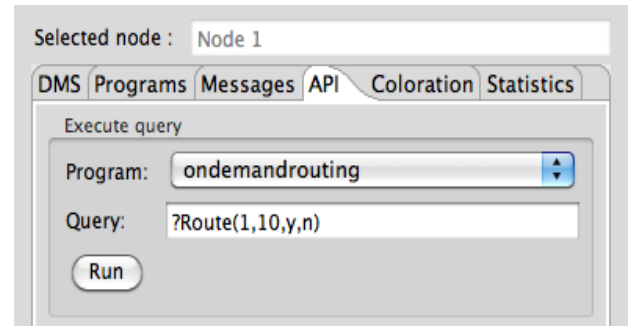 Selected node : Node 1
DMS Programs Messages API Coloration Statistics
Execute query
Program: ondemandrouting
Query: ?Route(1,10,y,n)
Run